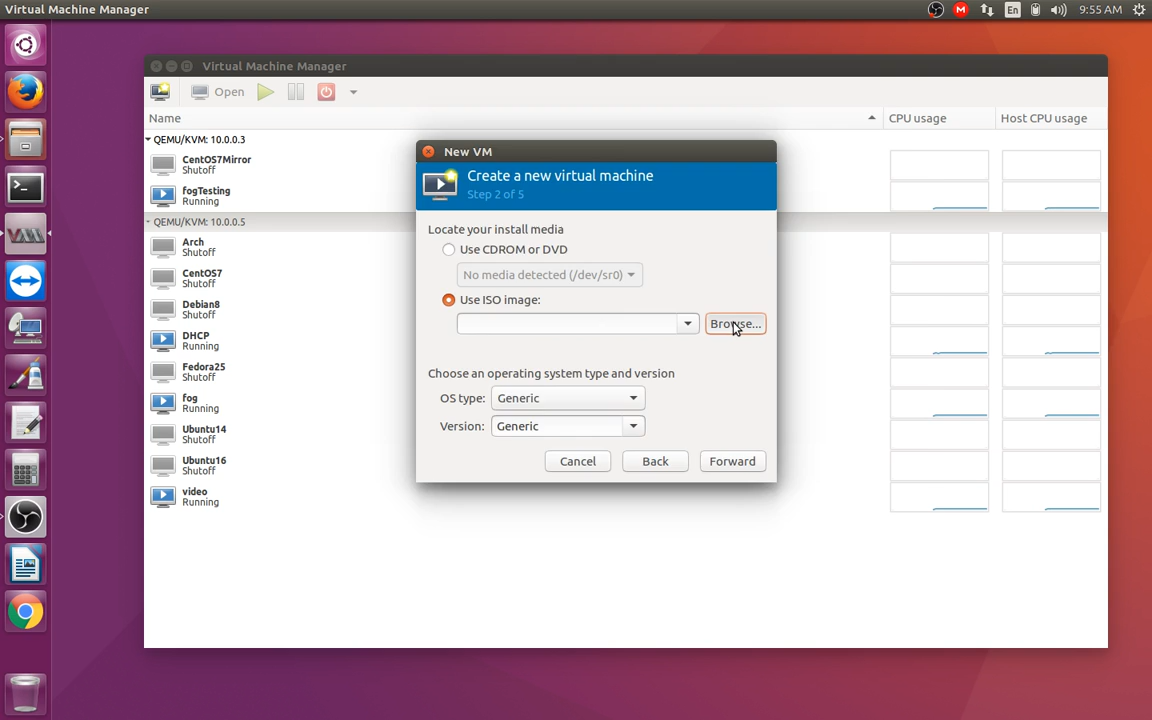 Virtual Machine Manager
En
9:55 AM
Virtual Machine Manager
Open
Name
CPU usage
Host CPU usage
QEMU/KVM: 10.0.0.3
CentOS7Mirror
Shutoff
fogTesting
Running
QEMU/KVM: 10.0.0.5
Arch
Shutoff
CentOS7
Shutoff
Debian8
Shutoff
DHCP
Running
Fedora25
Shutoff
fog
Running
Ubuntu14
Shutoff
Ubuntu16
Shutoff
video
Running
New VM
Create a new virtual machine
Step 2 of 5
Locate your install media
Use CDROM or DVD
No media detected (/dev/sr0)
Use ISO image:
Browse...
Choose an operating system type and version
OS type: Generic
Version: Generic
Cancel
Back
Forward